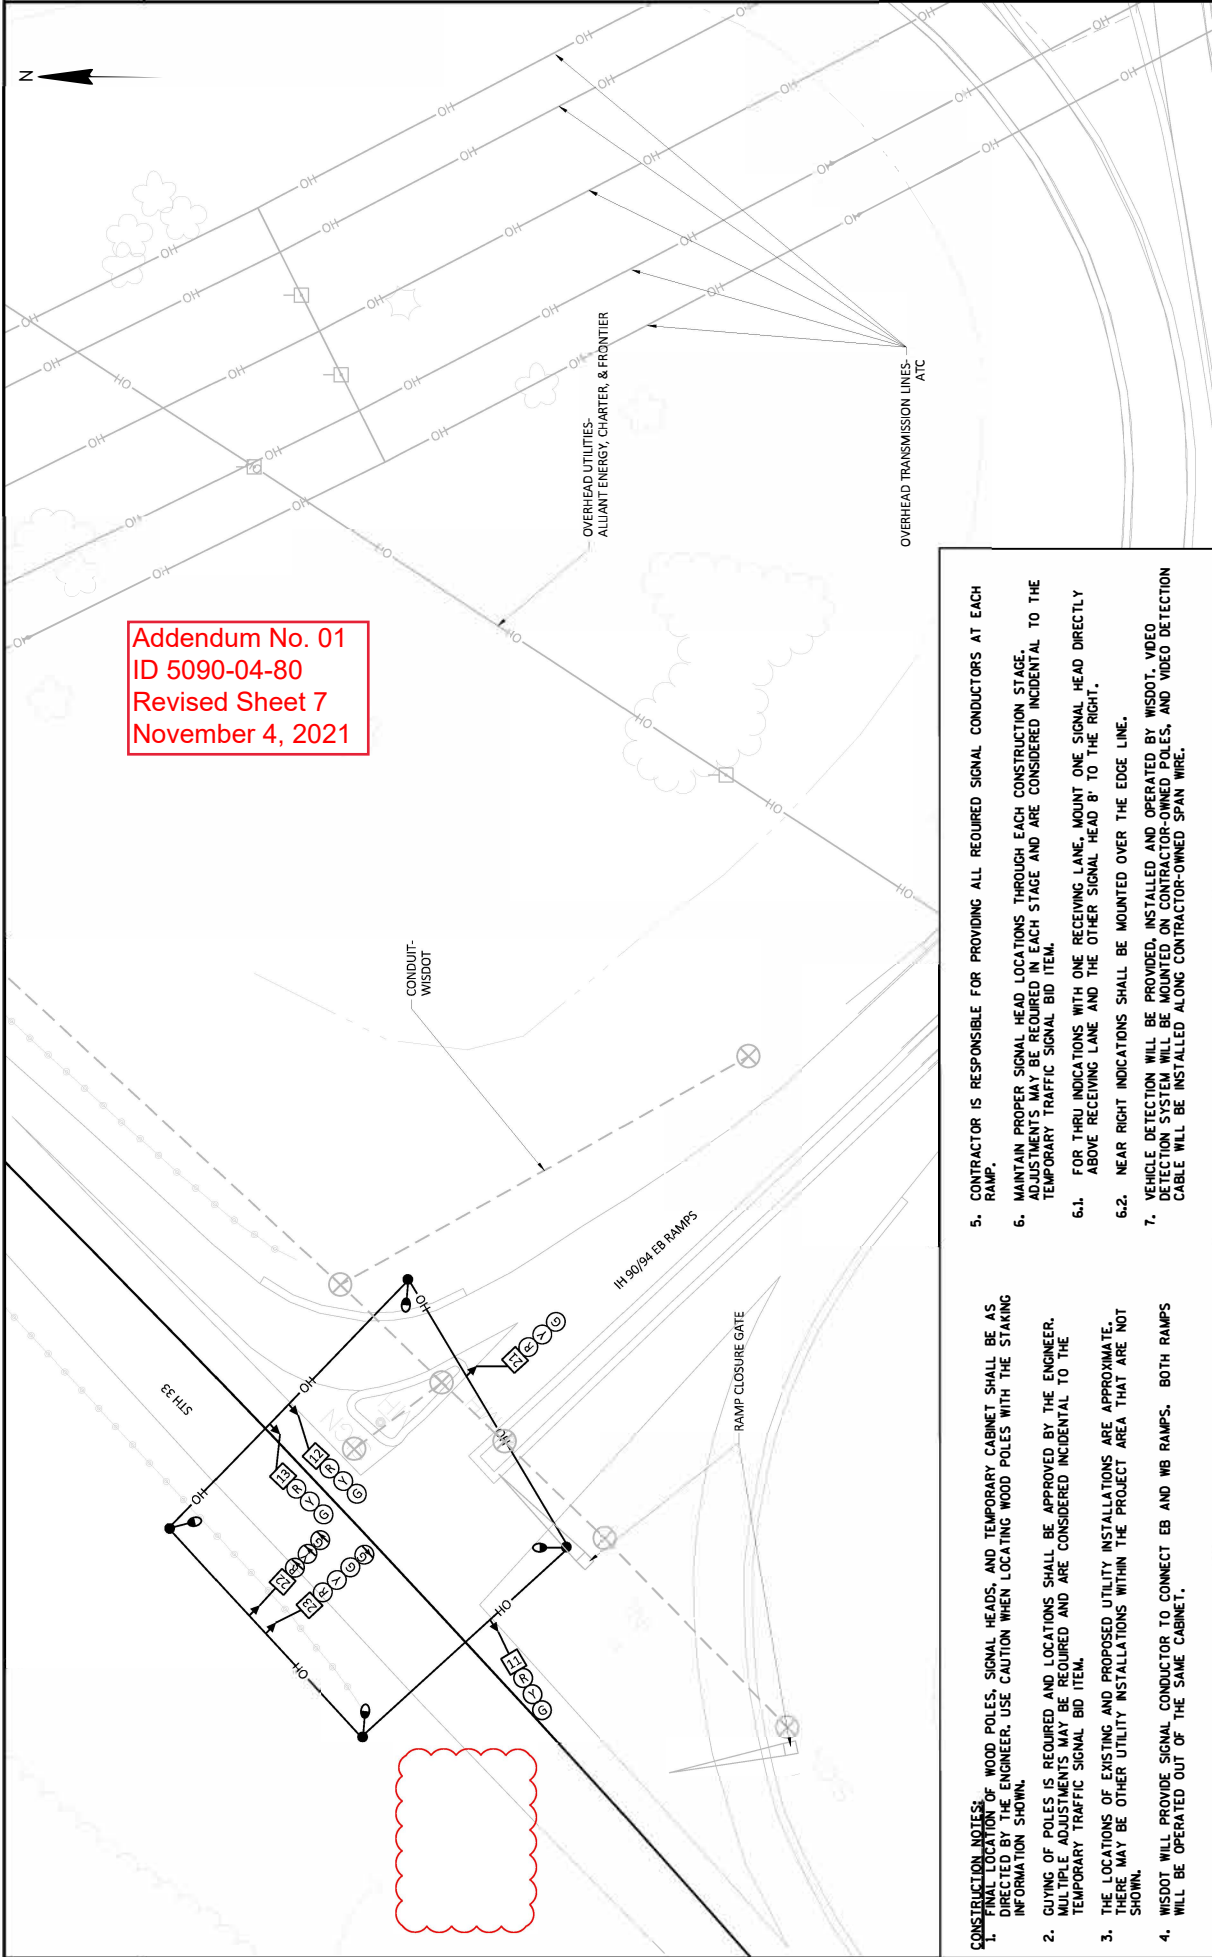 Addendum No. 01
ID 5090-04-80
Revised Sheet 7
November 4, 2021
N
OVERHEAD UTILITIES-
ALLIANT ENERGY, CHARTER, & FRONTIER
OVERHEAD TRANSMISSION LINES-
ATC
CONDUIT-
WISDOT
STH 33
IH 90/94 EB RAMPS
RAMP CLOSURE GATE
OH
OH
OH
OH
OH
13 R Y G
12 R Y G
22 R Y G
23 R Y G G
21 R Y G
11 R Y G
CONSTRUCTION NOTES:
1. FINAL LOCATION OF WOOD POLES, SIGNAL HEADS, AND TEMPORARY CABINET SHALL BE AS
DIRECTED BY THE ENGINEER. USE CAUTION WHEN LOCATING WOOD POLES WITH THE STAKING
INFORMATION SHOWN.
2. GUYING OF POLES IS REQUIRED AND LOCATIONS SHALL BE APPROVED BY THE ENGINEER.
MULTIPLE ADJUSTMENTS MAY BE REQUIRED AND ARE CONSIDERED INCIDENTAL TO THE
TEMPORARY TRAFFIC SIGNAL BID ITEM.
3. THE LOCATIONS OF EXISTING AND PROPOSED UTILITY INSTALLATIONS ARE APPROXIMATE.
THERE MAY BE OTHER UTILITY INSTALLATIONS WITHIN THE PROJECT AREA THAT ARE NOT
SHOWN.
4. WISDOT WILL PROVIDE SIGNAL CONDUCTOR TO CONNECT EB AND WB RAMPS. BOTH RAMPS
WILL BE OPERATED OUT OF THE SAME CABINET.
5. CONTRACTOR IS RESPONSIBLE FOR PROVIDING ALL REQUIRED SIGNAL CONDUCTORS AT EACH
RAMP.
6. MAINTAIN PROPER SIGNAL HEAD LOCATIONS THROUGH EACH CONSTRUCTION STAGE.
ADJUSTMENTS MAY BE REQUIRED IN EACH STAGE AND ARE CONSIDERED INCIDENTAL TO THE
TEMPORARY TRAFFIC SIGNAL BID ITEM.
6.1. FOR THRU INDICATIONS WITH ONE RECEIVING LANE, MOUNT ONE SIGNAL HEAD DIRECTLY
ABOVE RECEIVING LANE AND THE OTHER SIGNAL HEAD 8' TO THE RIGHT.
6.2. NEAR RIGHT INDICATIONS SHALL BE MOUNTED OVER THE EDGE LINE.
7. VEHICLE DETECTION WILL BE PROVIDED, INSTALLED AND OPERATED BY WISDOT. VIDEO
DETECTION SYSTEM WILL BE MOUNTED ON CONTRACTOR-OWNED POLES, AND VIDEO DETECTION
CABLE WILL BE INSTALLED ALONG CONTRACTOR-OWNED SPAN WIRE.